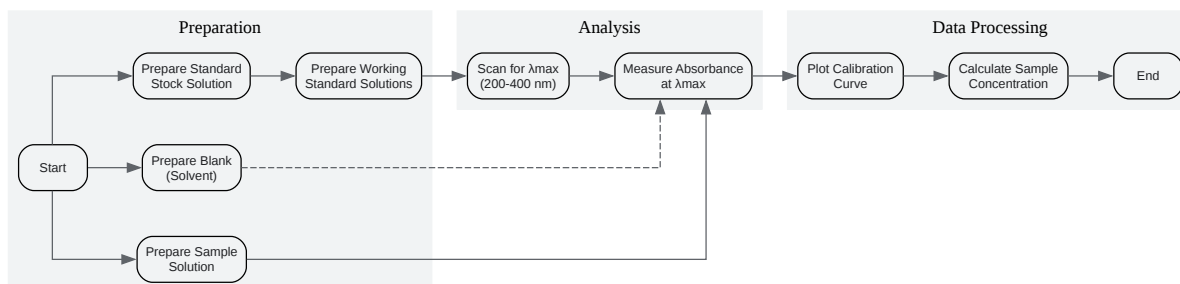 Preparation
Analysis
Data Processing
Prepare Standard
Stock Solution
Prepare Working
Standard Solutions
Scan for λmax
(200-400 nm)
Measure Absorbance
at λmax
Plot Calibration
Curve
Calculate Sample
Concentration
End
Start
Prepare Blank
(Solvent)
Prepare Sample
Solution